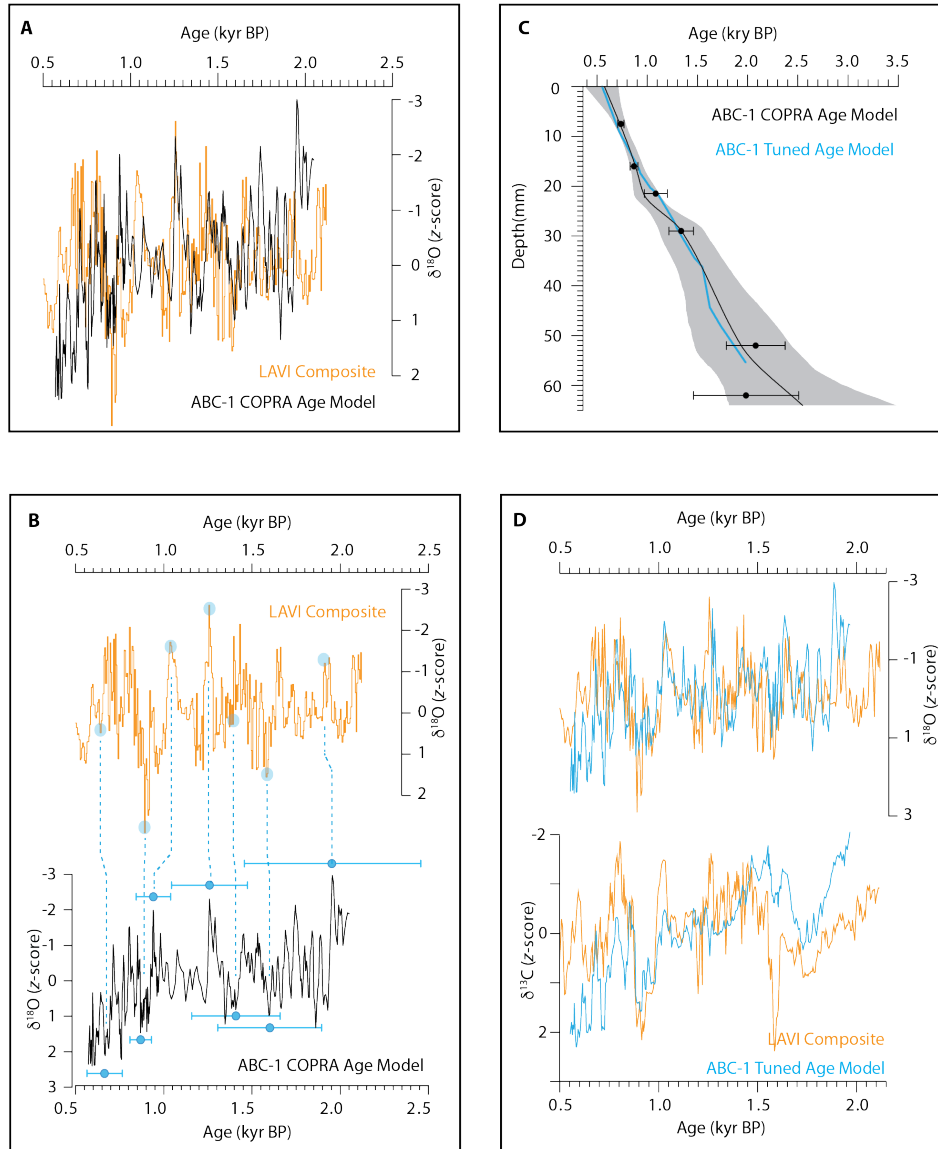 A
Age (kyr BP)
0.5 1.0 1.5 2.0 2.5
-3
-2
-1
0
1
2
δ18O (z-score)
LAVI Composite
ABC-1 COPRA Age Model
C
Age (kry BP)
0.5 1.0 1.5 2.0 2.5 3.0 3.5
0
10
20
30
40
50
60
Depth(mm)
ABC-1 COPRA Age Model
ABC-1 Tuned Age Model
B
Age (kyr BP)
0.5 1.0 1.5 2.0 2.5
-3
-2
-1
0
1
2
δ18O (z-score)
LAVI Composite
-3
-2
-1
0
1
2
3
δ18O (z-score)
ABC-1 COPRA Age Model
0.5 1.0 1.5 2.0 2.5
Age (kyr BP)
D
Age (kyr BP)
0.5 1.0 1.5 2.0
-3
-1
1
3
δ18O (z-score)
-2
0
2
δ13C (z-score)
LAVI Composite
ABC-1 Tuned Age Model
0.5 1.0 1.5 2.0
Age (kyr BP)